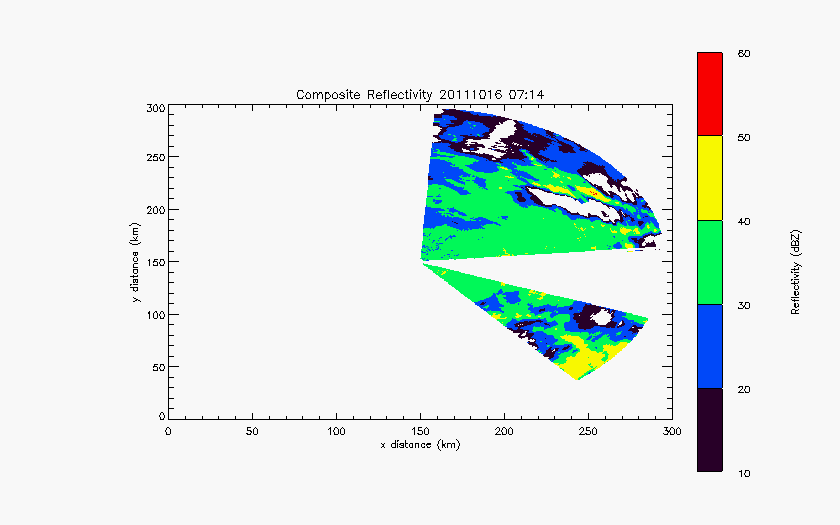 Composite Reflectivity 20111016 07:14
300
250
200
150
100
50
0
y distance (km)
0 50 100 150 200 250 300
x distance (km)
60
50
40
30
20
10
Reflectivity (dBZ)